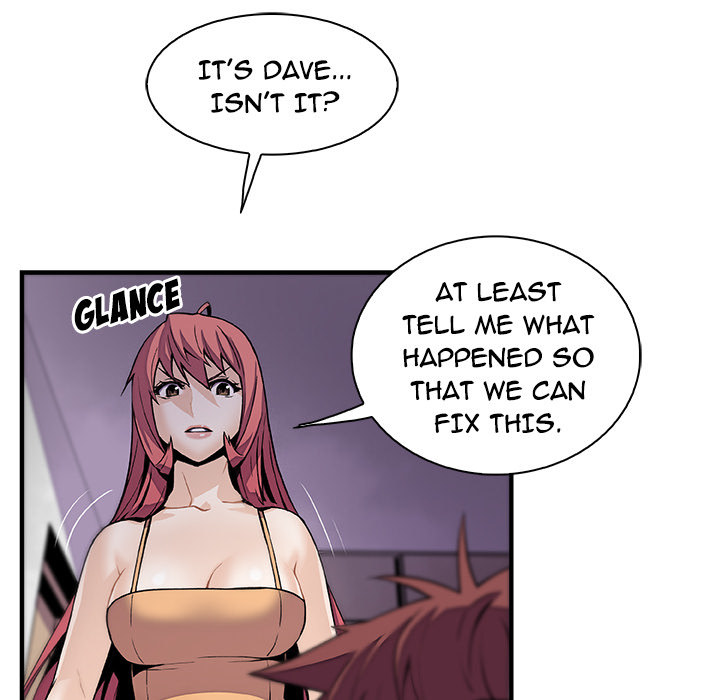 IT'S DAVE...
ISN'T IT?
GLANCE
AT LEAST
TELL ME WHAT
HAPPENED SO
THAT WE CAN
FIX THIS.